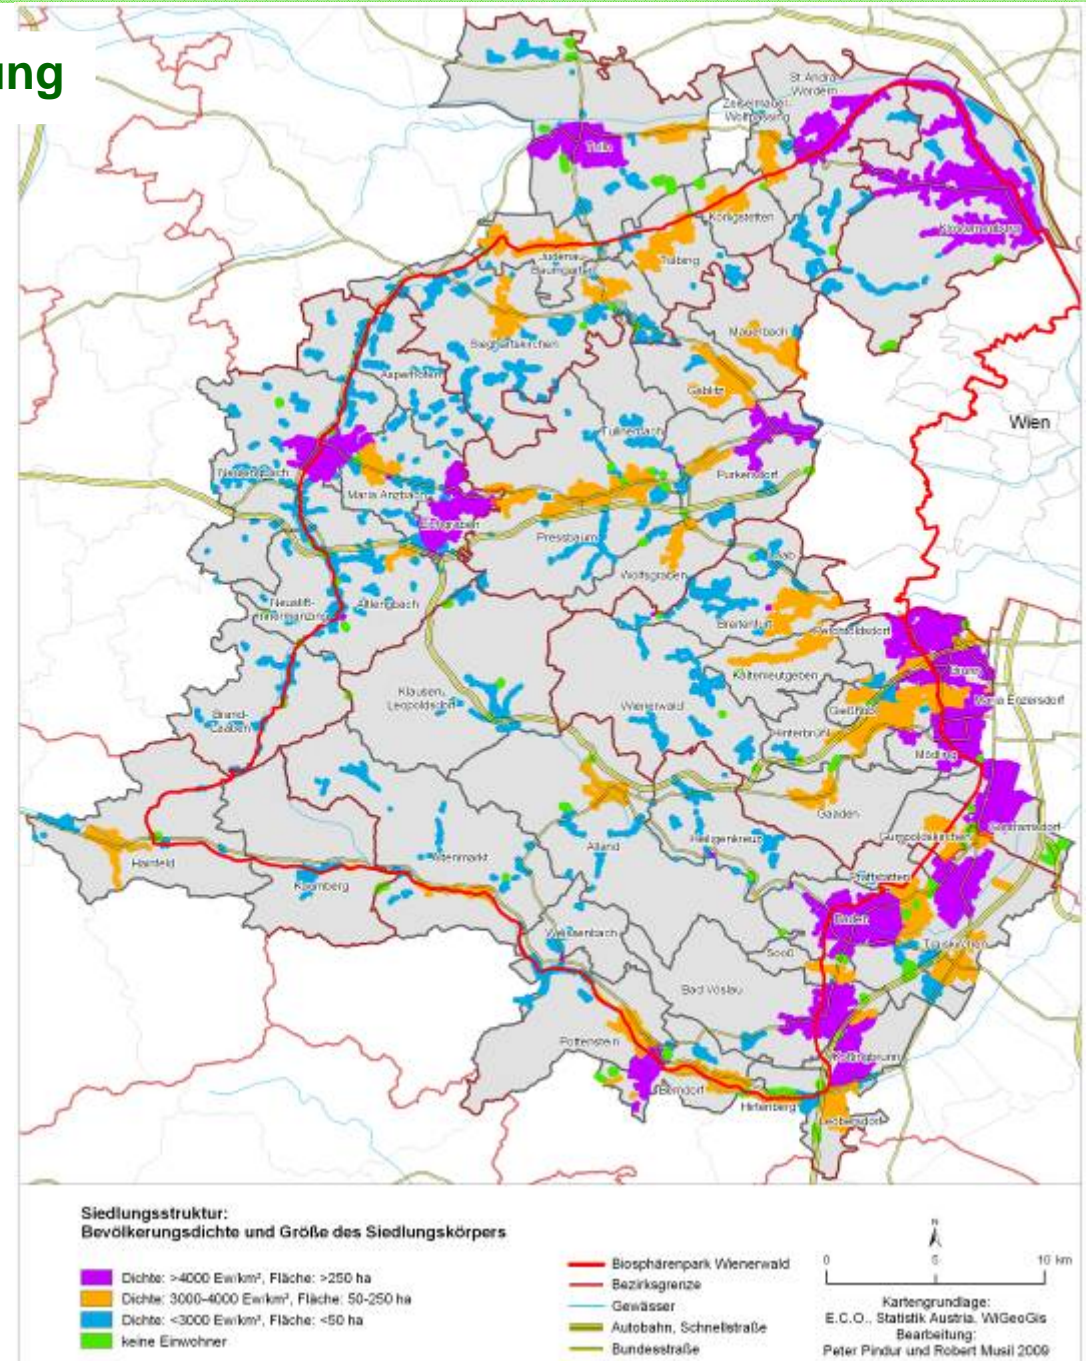 ung
St. Andrä-
Wördern
Zeiselmauer-
Wolfpassing
Tulln
Königstetten
Klosterneuburg
Judenau-
Baumgarten
Tulbing
Mauerbach
Sieghartskirchen
Asperhofen
Gablitz
Wien
Tullnerbach
Neulengbach
Purkersdorf
Maria Anzbach
Eichgraben
Pressbaum
Laab
Wolfsgraben
Neustift-
Innermanzing
Altlengbach
Breitenfurt
Perchtoldsdorf
Brunn
Kaltenleutgeben
Klausen-
Leopoldsdorf
Maria Enzersdorf
Wienerwald
Gießhübl
Brand-
Laaben
Hinterbrühl
Mödling
Gaaden
Guntramsdorf
Gumpoldskirchen
Heiligenkreuz
Alland
Altenmarkt
Hainfeld
Pfaffstätten
Kaumberg
Baden
Weissenbach
Traiskirchen
Sooß
Bad Vöslau
Pottenstein
Kottingbrunn
Berndorf
Hirtenberg
Leobersdorf
Siedlungsstruktur:
Bevölkerungsdichte und Größe des Siedlungskörpers
Dichte: >4000 Ew/km², Fläche: >250 ha
Dichte: 3000-4000 Ew/km², Fläche: 50-250 ha
Dichte: <3000 Ew/km², Fläche: <50 ha
keine Einwohner
Biosphärenpark Wienerwald
Bezirksgrenze
Gewässer
Autobahn, Schnellstraße
Bundesstraße
N
0 5 10 km
Kartengrundlage:
E.C.O., Statistik Austria, WiGeoGis
Bearbeitung:
Peter Pindur und Robert Musil 2009